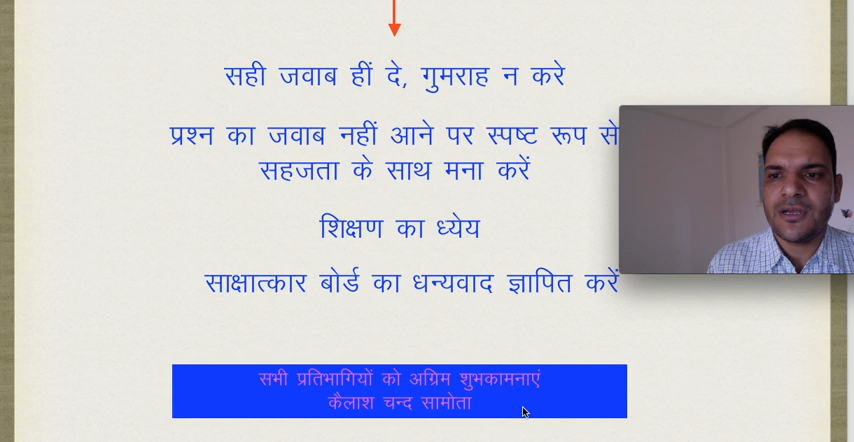 सही जवाब हीं दे, गुमराह न करे
प्रश्न का जवाब नहीं आने पर स्पष्ट रूप से
सहजता के साथ मना करें
शिक्षण का ध्येय
साक्षात्कार बोर्ड का धन्यवाद ज्ञापित करें
सभी प्रतिभागियों को अग्रिम शुभकामनाएं
कैलाश चन्द सामोता